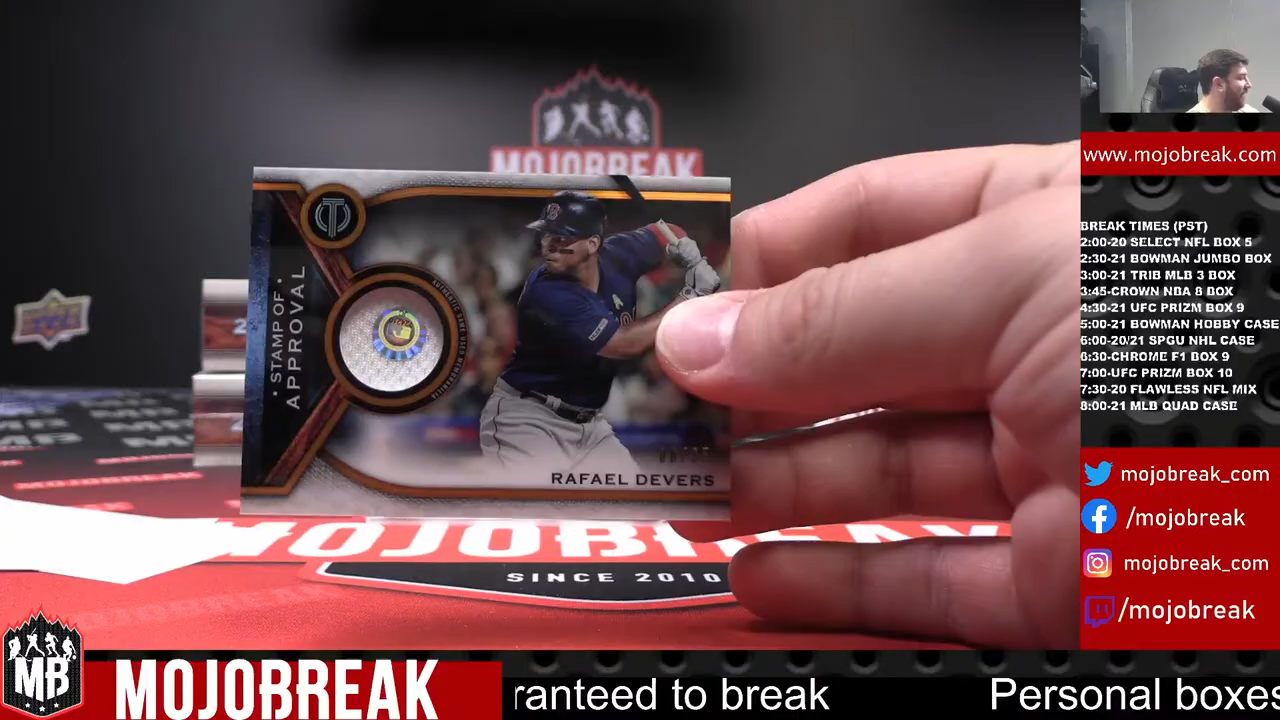 MOJOBREAK
STAMP OF
APPROVAL
AUTHENTIC GAME-USED MEMORABILIA
RAFAEL DEVERS
MOJOBREAK
SINCE 2010
www.mojobreak.com
BREAK TIMES (PST)
2:00-20 SELECT NFL BOX 5
2:30-21 BOWMAN JUMBO BOX
3:00-21 TRIB MLB 3 BOX
3:45-CROWN NBA 8 BOX
4:30-21 UFC PRIZM BOX 9
5:00-21 BOWMAN HOBBY CASE
6:00-20/21 SPGU NHL CASE
6:30-CHROME F1 BOX 9
7:00-UFC PRIZM BOX 10
7:30-20 FLAWLESS NFL MIX
8:00-21 MLB QUAD CASE
mojobreak_com
/mojobreak
mojobreak_com
/mojobreak
MB
MOJOBREAK
ranteed to break
Personal boxes